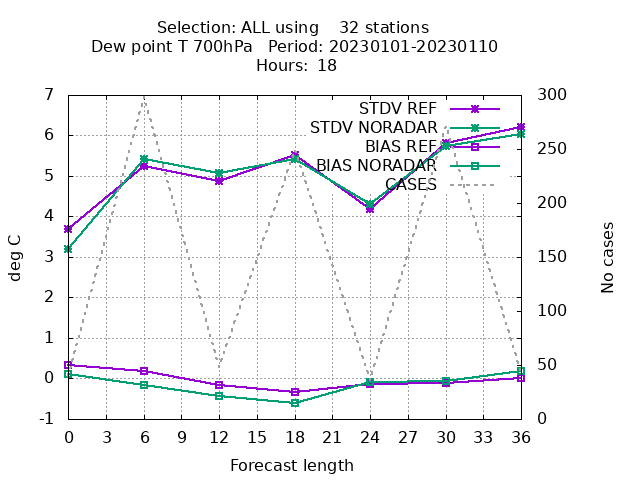 Selection: ALL using    32 stations
Dew point T 700hPa   Period: 20230101-20230110
Hours: 18
7
6
5
4
3
2
1
0
-1
300
250
200
150
100
50
0
STDV REF
STDV NORADAR
BIAS REF
BIAS NORADAR
CASES
deg C
No cases
0 3 6 9 12 15 18 21 24 27 30 33 36
Forecast length